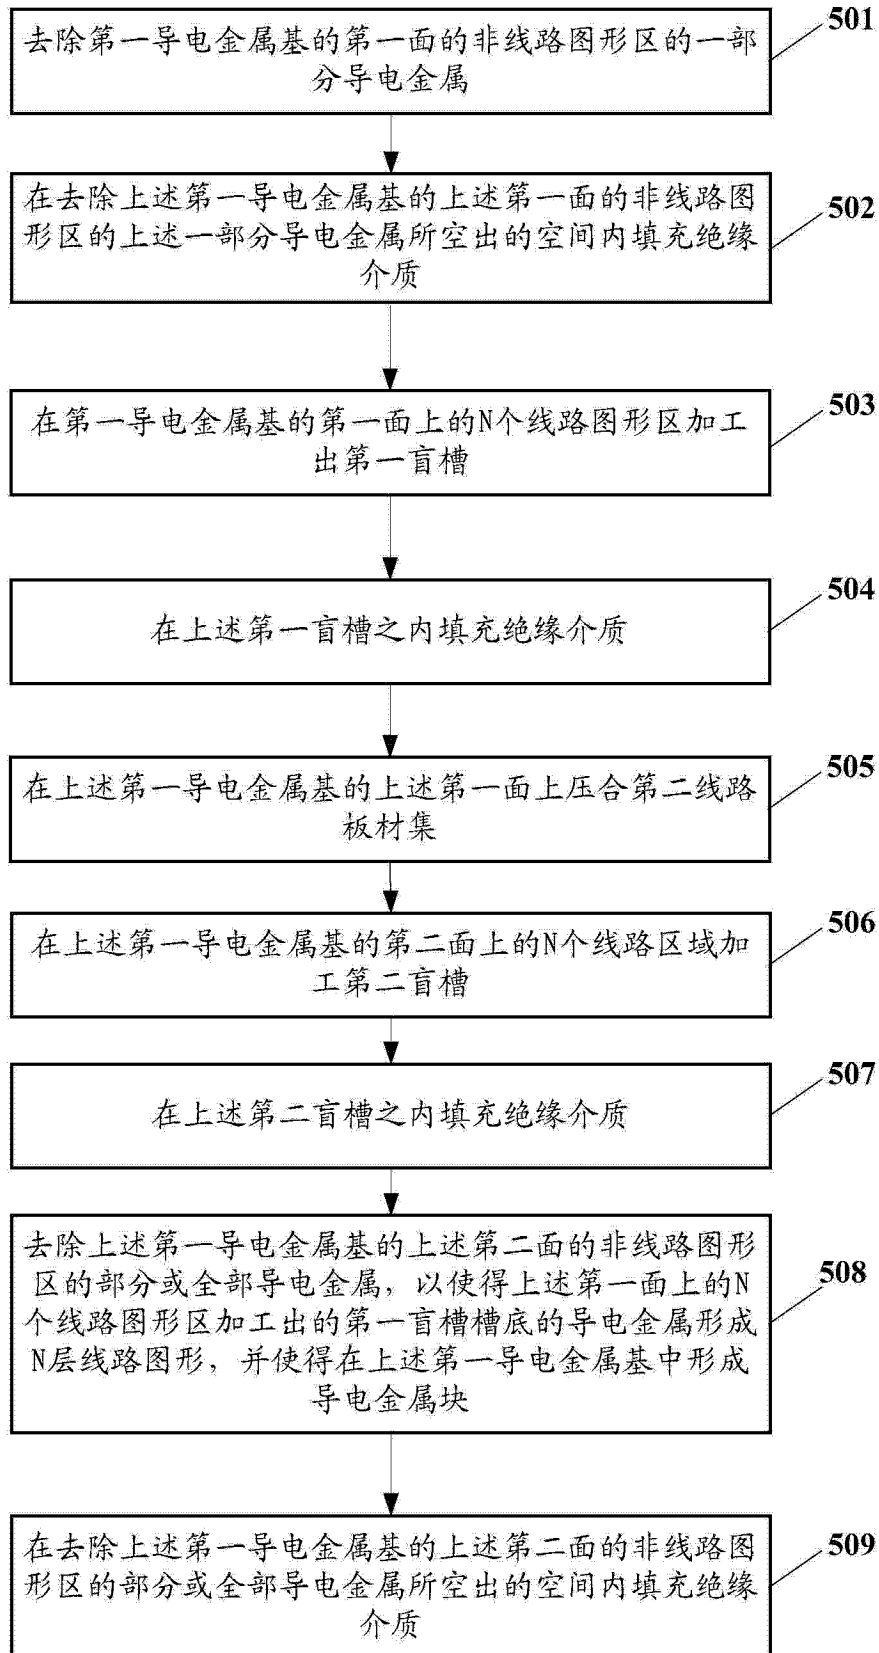 501
去除第一导电金属基的第一面的非线路图形区的一部
分导电金属
502
在去除上述第一导电金属基的上述第一面的非线路图
形区的上述一部分导电金属所空出的空间内填充绝缘
介质
503
在第一导电金属基的第一面上的N个线路图形区加工
出第一盲槽
504
在上述第一盲槽之内填充绝缘介质
505
在上述第一导电金属基的上述第一面上压合第二线路
板材集
506
在上述第一导电金属基的第二面上的N个线路区域加
工第二盲槽
507
在上述第二盲槽之内填充绝缘介质
508
去除上述第一导电金属基的上述第二面的非线路图形
区的部分或全部导电金属，以使得上述第一面上的N
个线路图形区加工出的第一盲槽槽底的导电金属形成
N层线路图形，并使得在上述第一导电金属基中形成
导电金属块
509
在去除上述第一导电金属基的上述第二面的非线路图
形区的部分或全部导电金属所空出的空间内填充绝缘
介质